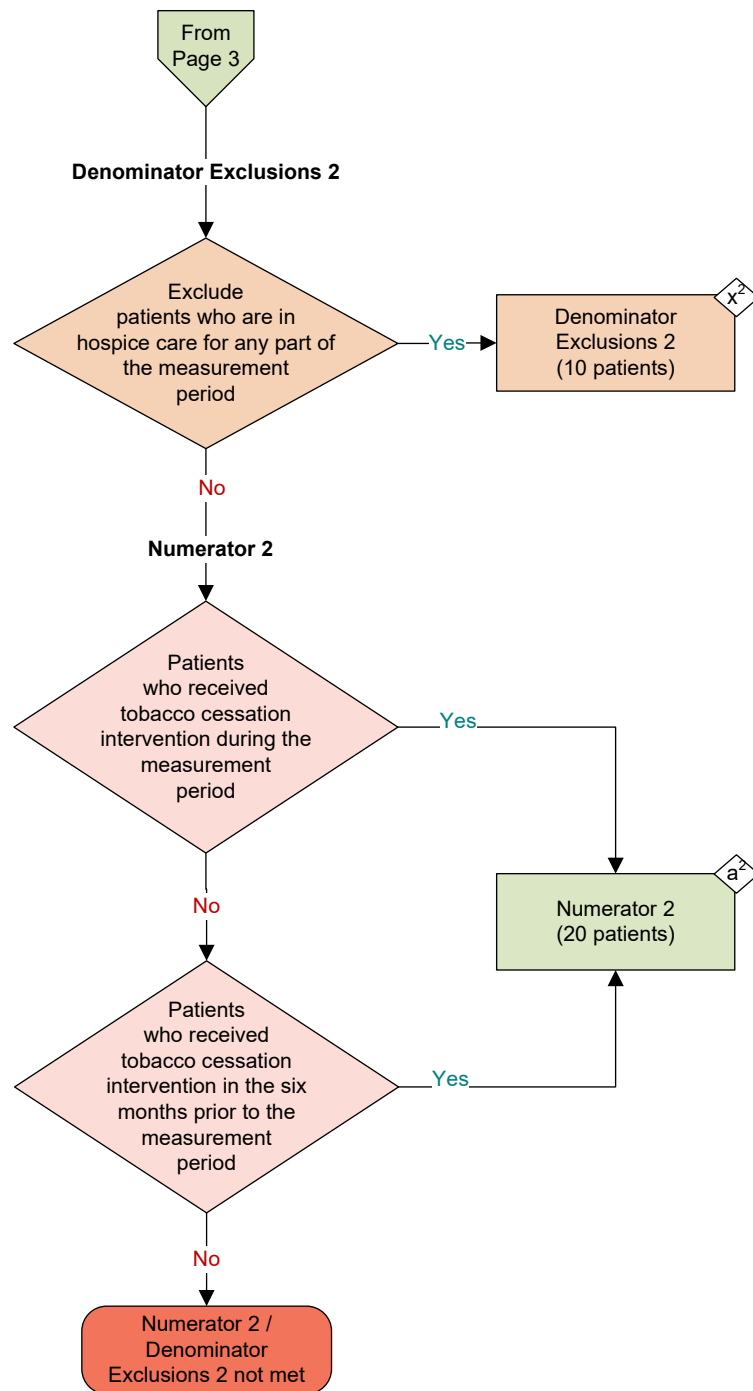 From
Page 3
Denominator Exclusions 2
Exclude
patients who are in
hospice care for any part of
the measurement
period
Yes
Denominator
Exclusions 2
(10 patients)
x²
No
Numerator 2
Patients
who received
tobacco cessation
intervention during the
measurement
period
Yes
a²
Numerator 2
(20 patients)
No
Patients
who received
tobacco cessation
intervention in the six
months prior to the
measurement
period
Yes
No
Numerator 2 /
Denominator
Exclusions 2 not met